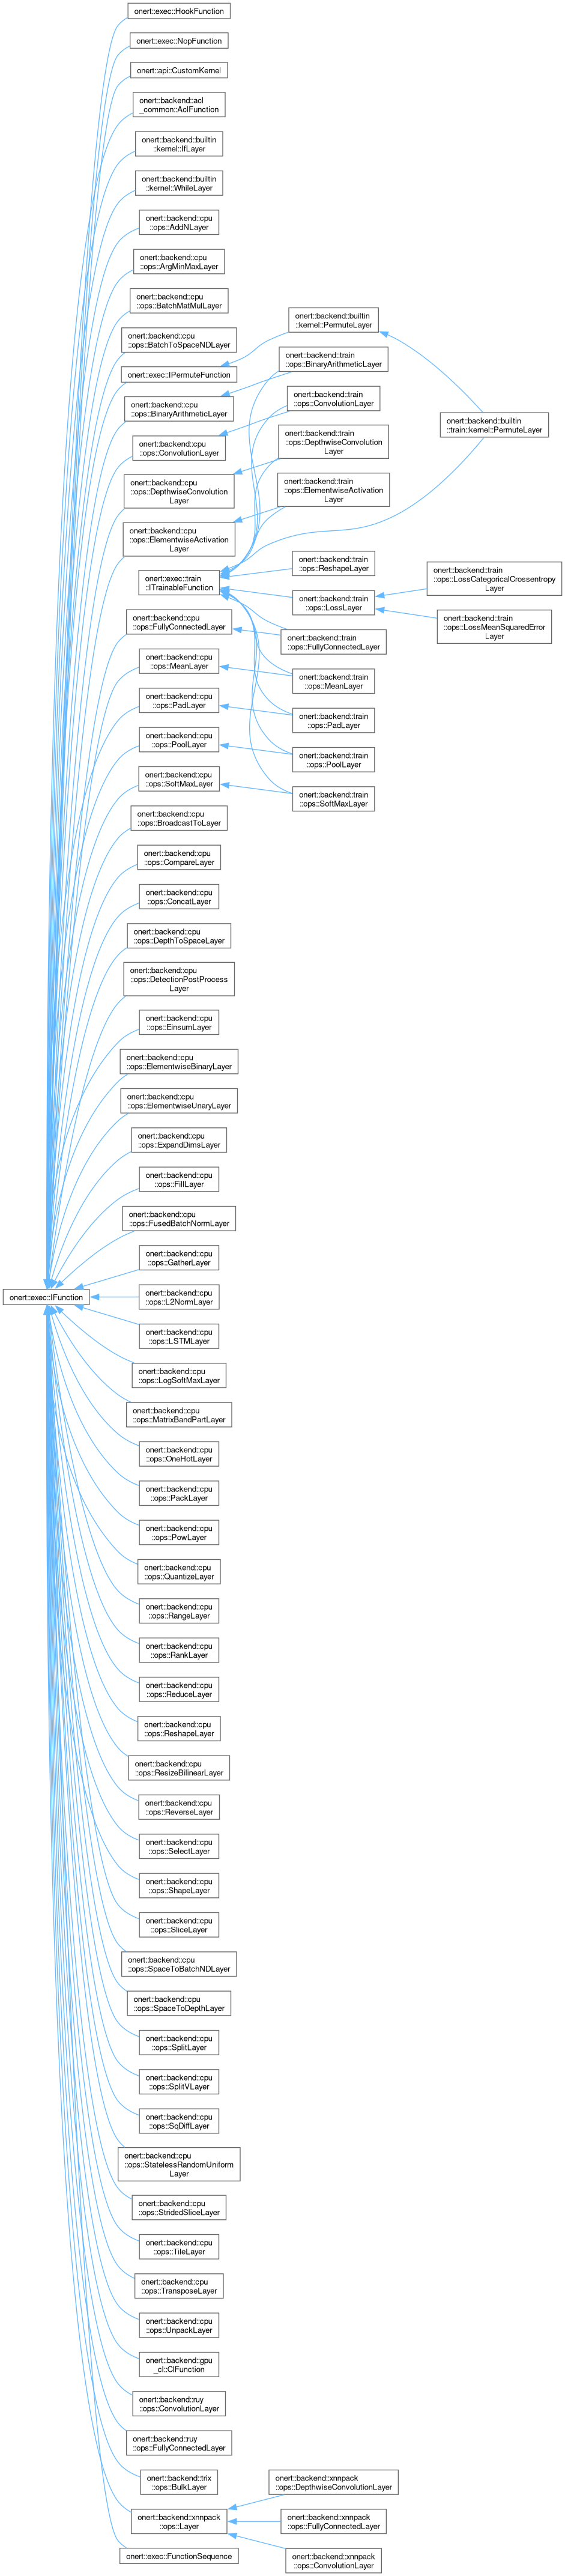 onert::exec::HookFunction
onert::exec::NopFunction
onert::api::CustomKernel
onert::backend::acl
_common::AclFunction
onert::backend::builtin
::kernel::IfLayer
onert::backend::builtin
::kernel::WhileLayer
onert::backend::cpu
::ops::AddNLayer
onert::backend::cpu
::ops::ArgMinMaxLayer
onert::backend::cpu
::ops::BatchMatMulLayer
onert::backend::cpu
::ops::BatchToSpaceNDLayer
onert::exec::IPermuteFunction
onert::backend::cpu
::ops::BinaryArithmeticLayer
onert::backend::cpu
::ops::ConvolutionLayer
onert::backend::cpu
::ops::DepthwiseConvolution
Layer
onert::backend::cpu
::ops::ElementwiseActivation
Layer
onert::exec::train
::ITrainableFunction
onert::backend::cpu
::ops::FullyConnectedLayer
onert::backend::cpu
::ops::MeanLayer
onert::backend::cpu
::ops::PadLayer
onert::backend::cpu
::ops::PoolLayer
onert::backend::cpu
::ops::SoftMaxLayer
onert::backend::cpu
::ops::BroadcastToLayer
onert::backend::cpu
::ops::CompareLayer
onert::backend::cpu
::ops::ConcatLayer
onert::backend::cpu
::ops::DepthToSpaceLayer
onert::backend::cpu
::ops::DetectionPostProcess
Layer
onert::backend::cpu
::ops::EinsumLayer
onert::backend::cpu
::ops::ElementwiseBinaryLayer
onert::backend::cpu
::ops::ElementwiseUnaryLayer
onert::backend::cpu
::ops::ExpandDimsLayer
onert::backend::cpu
::ops::FillLayer
onert::backend::cpu
::ops::FusedBatchNormLayer
onert::backend::cpu
::ops::GatherLayer
onert::exec::IFunction
onert::backend::cpu
::ops::L2NormLayer
onert::backend::cpu
::ops::LSTMLayer
onert::backend::cpu
::ops::LogSoftMaxLayer
onert::backend::cpu
::ops::MatrixBandPartLayer
onert::backend::cpu
::ops::OneHotLayer
onert::backend::cpu
::ops::PackLayer
onert::backend::cpu
::ops::PowLayer
onert::backend::cpu
::ops::QuantizeLayer
onert::backend::cpu
::ops::RangeLayer
onert::backend::cpu
::ops::RankLayer
onert::backend::cpu
::ops::ReduceLayer
onert::backend::cpu
::ops::ReshapeLayer
onert::backend::cpu
::ops::ResizeBilinearLayer
onert::backend::cpu
::ops::ReverseLayer
onert::backend::cpu
::ops::SelectLayer
onert::backend::cpu
::ops::ShapeLayer
onert::backend::cpu
::ops::SliceLayer
onert::backend::cpu
::ops::SpaceToBatchNDLayer
onert::backend::cpu
::ops::SpaceToDepthLayer
onert::backend::cpu
::ops::SplitLayer
onert::backend::cpu
::ops::SplitVLayer
onert::backend::cpu
::ops::SqDiffLayer
onert::backend::cpu
::ops::StatelessRandomUniform
Layer
onert::backend::cpu
::ops::StridedSliceLayer
onert::backend::cpu
::ops::TileLayer
onert::backend::cpu
::ops::TransposeLayer
onert::backend::cpu
::ops::UnpackLayer
onert::backend::gpu
_cl::ClFunction
onert::backend::ruy
::ops::ConvolutionLayer
onert::backend::ruy
::ops::FullyConnectedLayer
onert::backend::trix
::ops::BulkLayer
onert::backend::xnnpack
::ops::Layer
onert::exec::FunctionSequence
onert::backend::builtin
::kernel::PermuteLayer
onert::backend::train
::ops::BinaryArithmeticLayer
onert::backend::train
::ops::ConvolutionLayer
onert::backend::train
::ops::DepthwiseConvolution
Layer
onert::backend::train
::ops::ElementwiseActivation
Layer
onert::backend::train
::ops::ReshapeLayer
onert::backend::train
::ops::LossLayer
onert::backend::train
::ops::FullyConnectedLayer
onert::backend::train
::ops::MeanLayer
onert::backend::train
::ops::PadLayer
onert::backend::train
::ops::PoolLayer
onert::backend::train
::ops::SoftMaxLayer
onert::backend::xnnpack
::ops::DepthwiseConvolutionLayer
onert::backend::xnnpack
::ops::FullyConnectedLayer
onert::backend::xnnpack
::ops::ConvolutionLayer
onert::backend::builtin
::train::kernel::PermuteLayer
onert::backend::train
::ops::LossCategoricalCrossentropy
Layer
onert::backend::train
::ops::LossMeanSquaredError
Layer